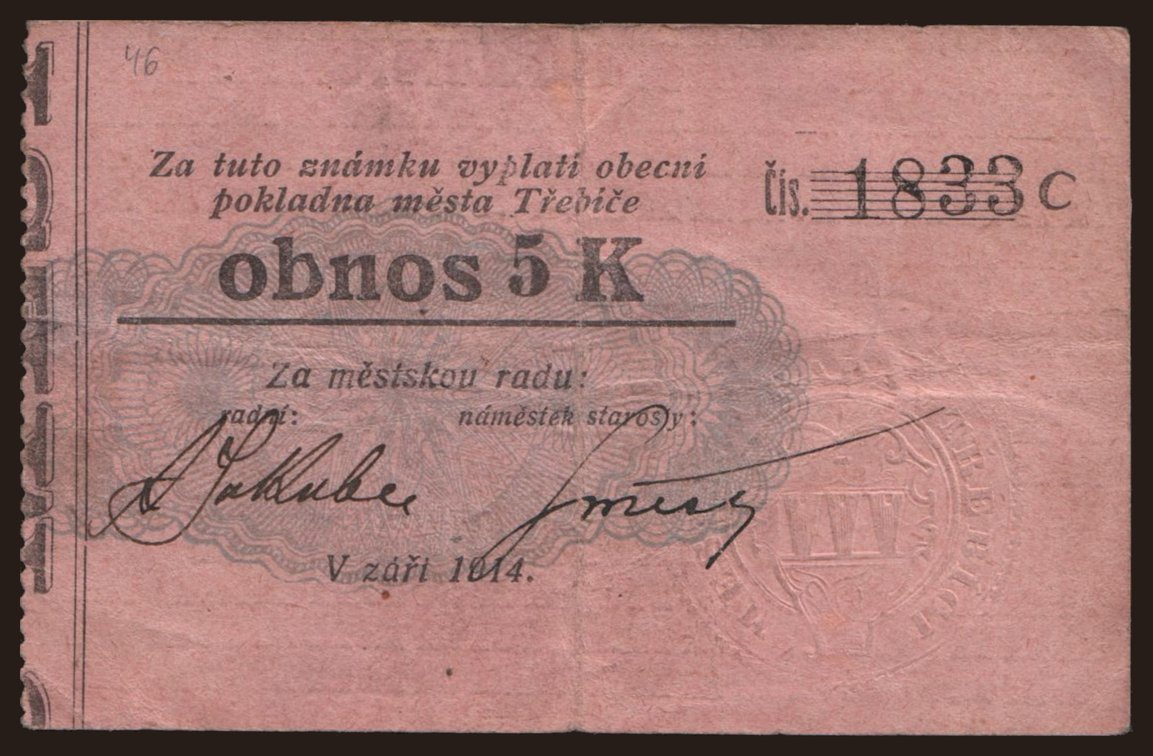 46
Za tuto známku vyplatí obecní
pokladna města Třebíče
Čís. 1833 C
obnos 5 K
Za městskou radu:
radní: náměstek starosty:
V září 1914.
TŘEBÍČI